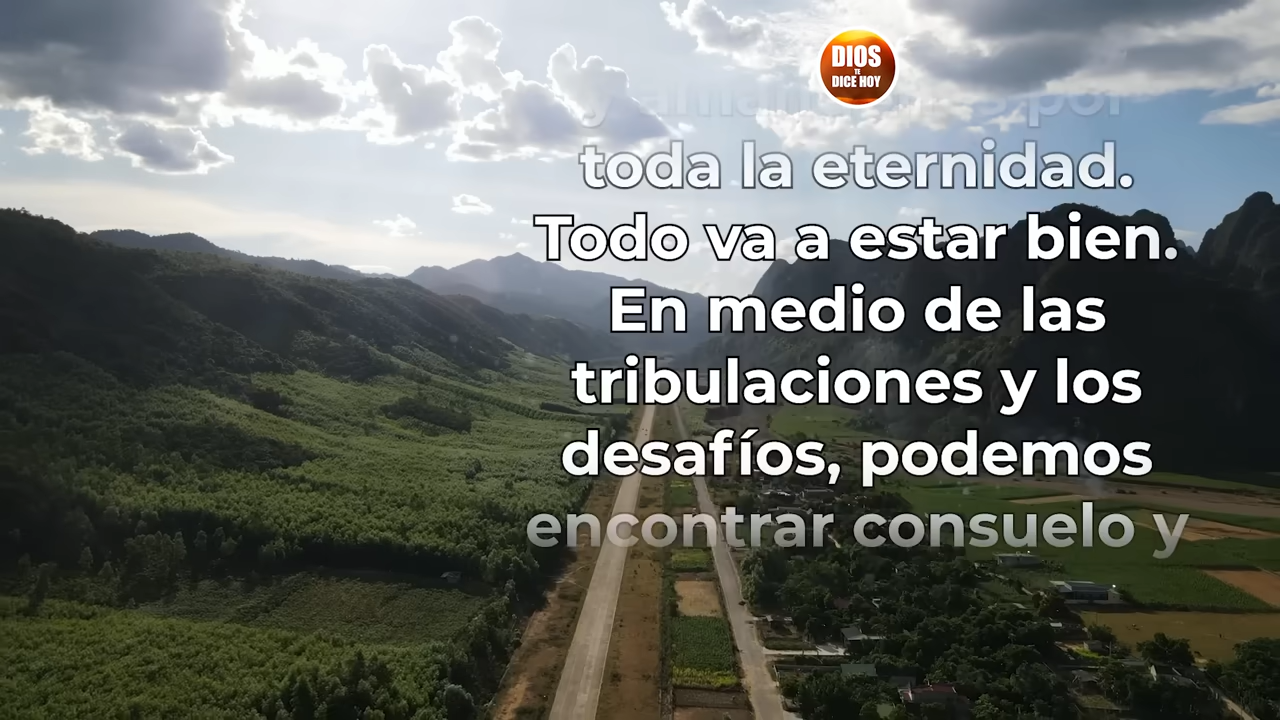 DIOS
TE
DICE HOY
toda la eternidad.
Todo va a estar bien.
En medio de las
tribulaciones y los
desafíos, podemos
encontrar consuelo y